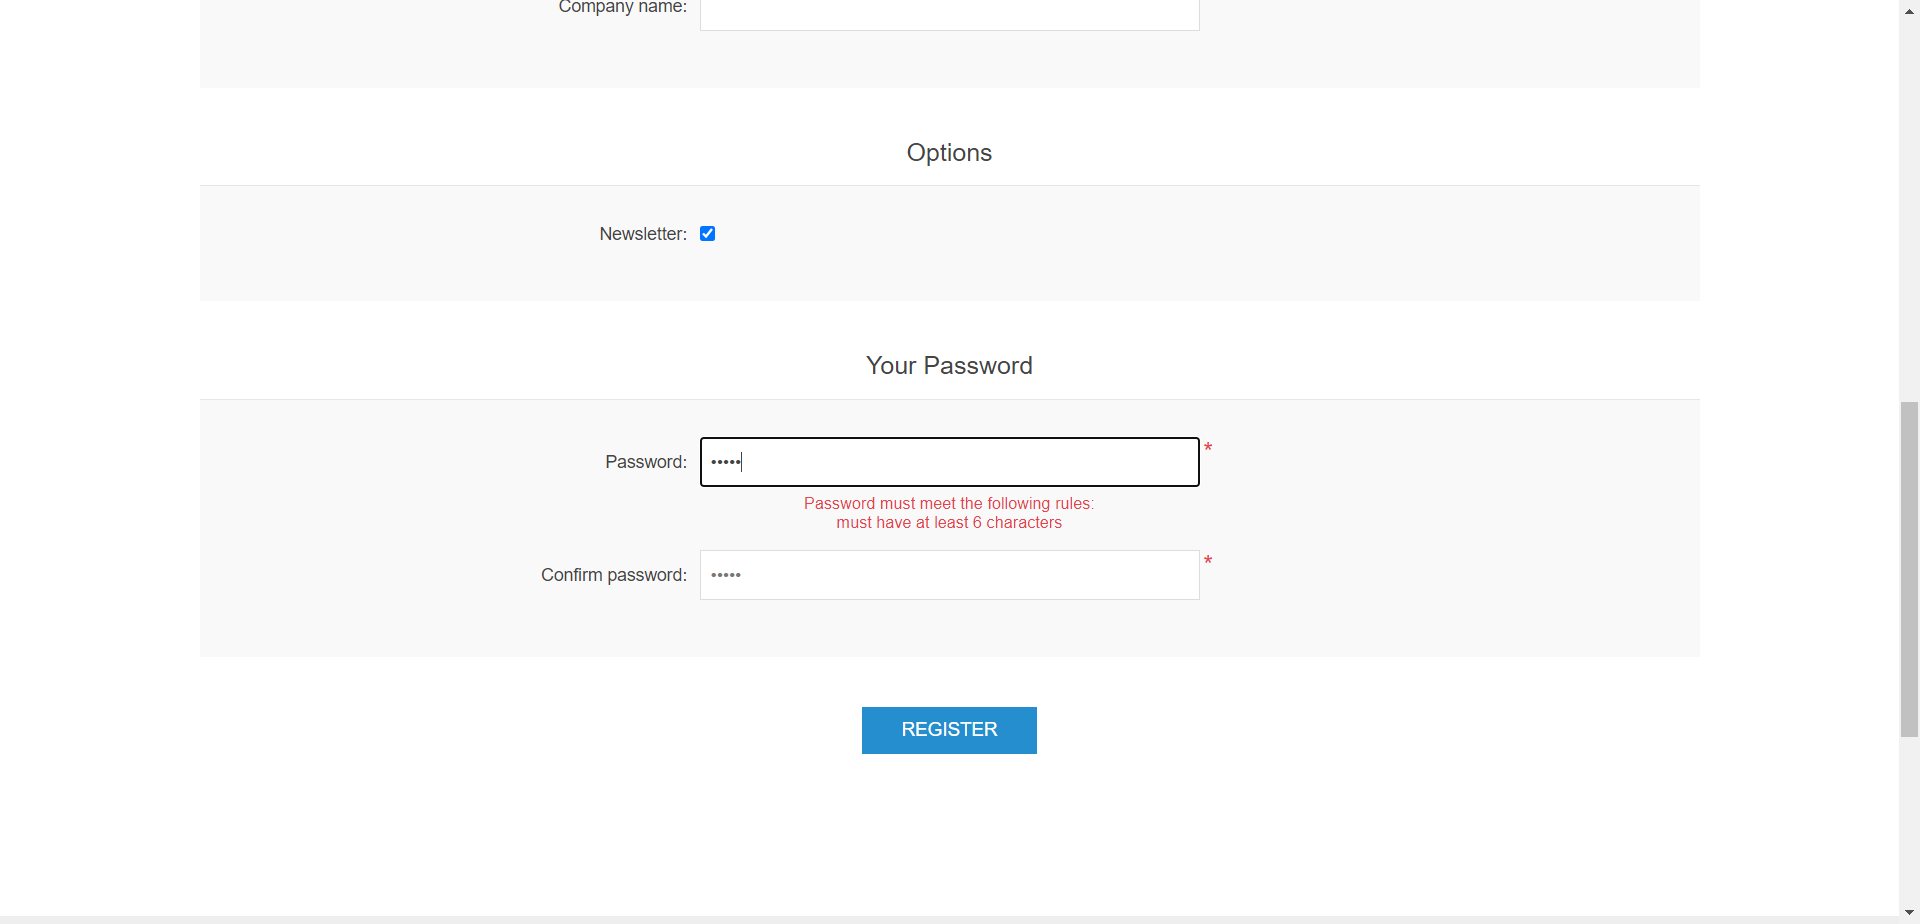 Company name:
Options
Newsletter:
Your Password
Password: ••••• *
Password must meet the following rules:
must have at least 6 characters
Confirm password: ••••• *
REGISTER